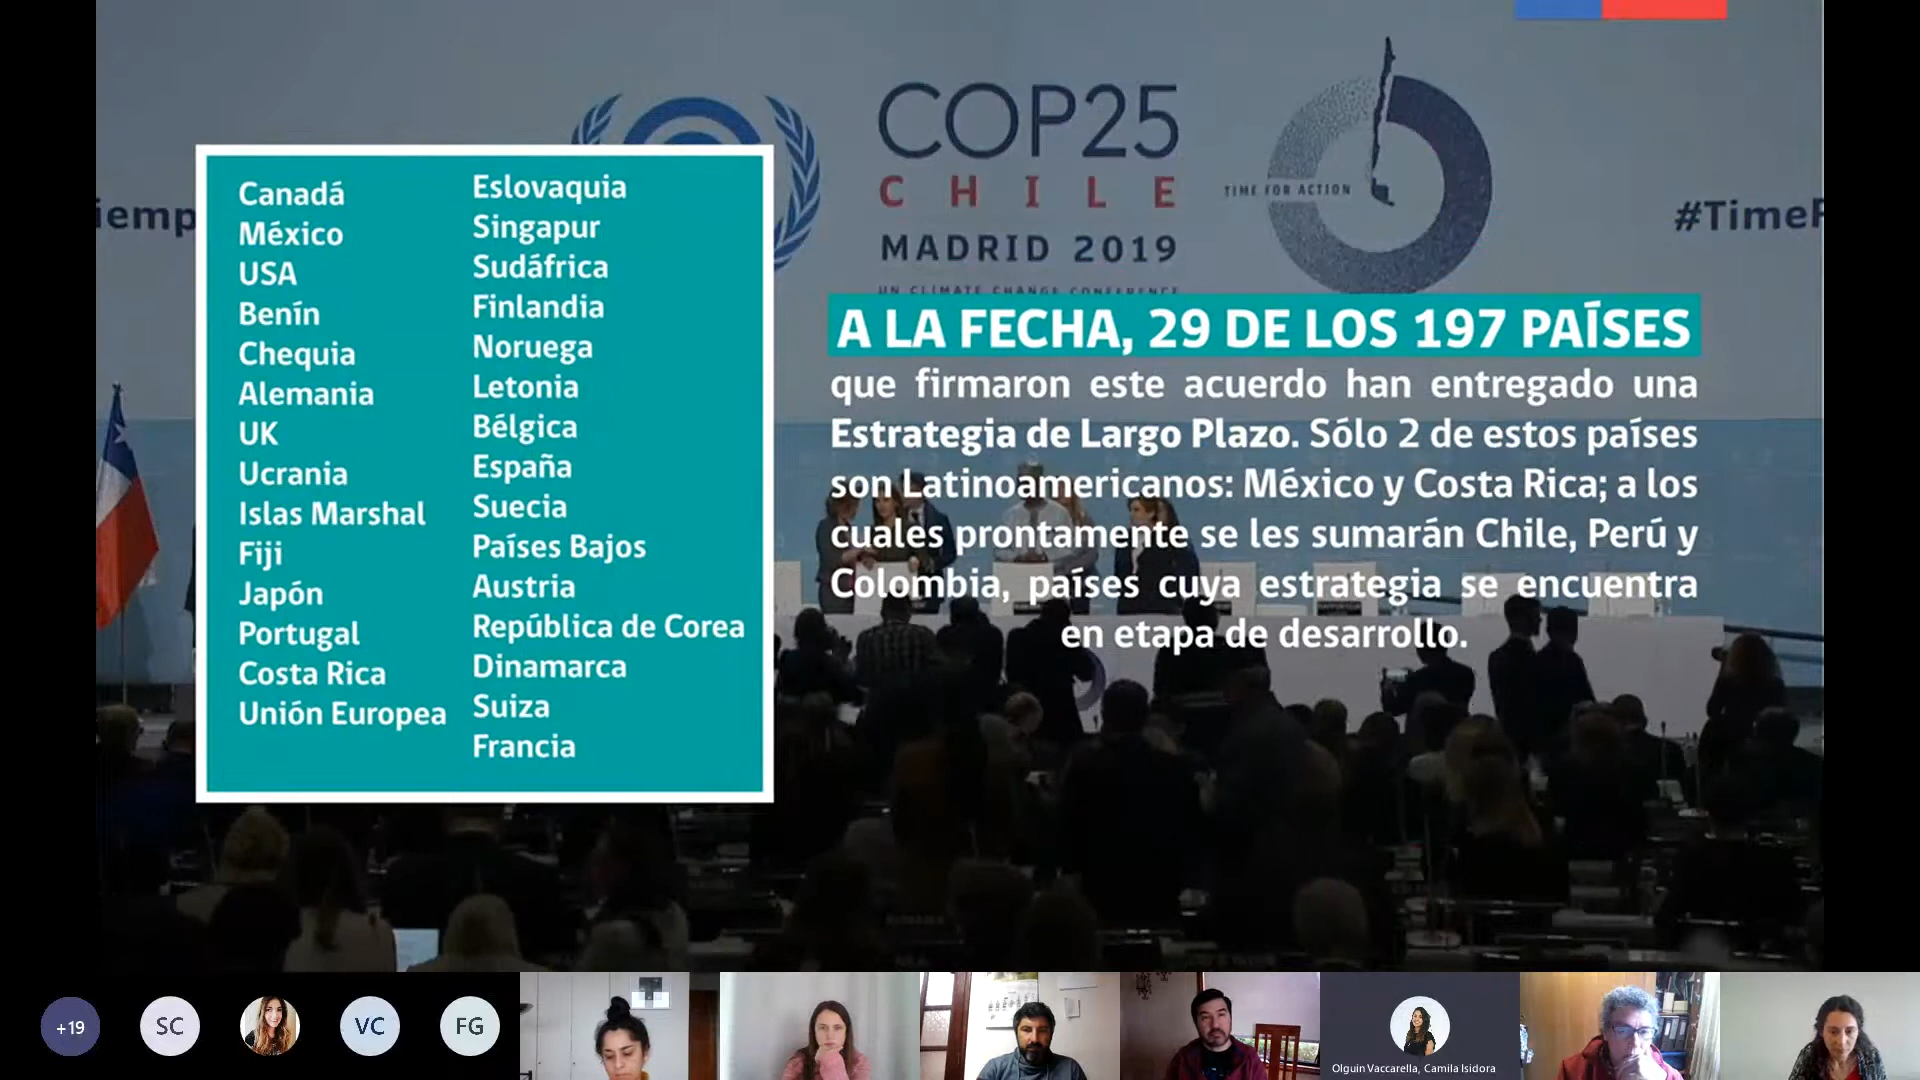 COP25
CHILE
MADRID 2019
UN CLIMATE CHANGE CONFERENCE
TIME FOR ACTION
iemp
#TimeF
Canadá
México
USA
Benín
Chequia
Alemania
UK
Ucrania
Islas Marshal
Fiji
Japón
Portugal
Costa Rica
Unión Europea
Eslovaquia
Singapur
Sudáfrica
Finlandia
Noruega
Letonia
Bélgica
España
Suecia
Países Bajos
Austria
República de Corea
Dinamarca
Suiza
Francia
A LA FECHA, 29 DE LOS 197 PAÍSES
que firmaron este acuerdo han entregado una
Estrategia de Largo Plazo. Sólo 2 de estos países
son Latinoamericanos: México y Costa Rica; a los
cuales prontamente se les sumarán Chile, Perú y
Colombia, países cuya estrategia se encuentra
en etapa de desarrollo.
+19
SC
VC
FG
Olguin Vaccarella, Camila Isidora